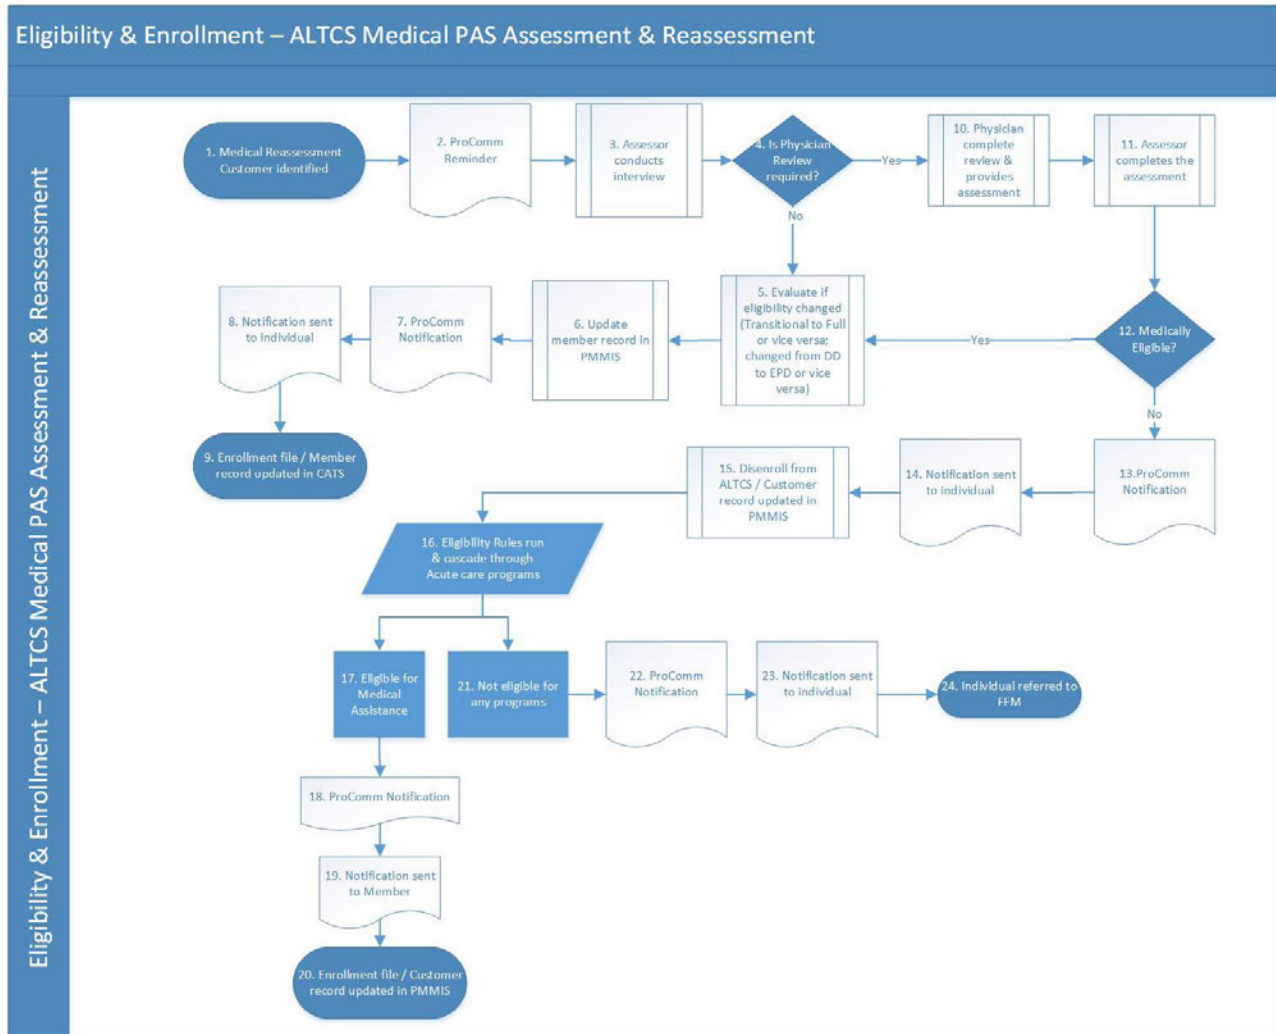 Eligibility & Enrollment – ALTCS Medical PAS Assessment & Reassessment
Eligibility & Enrollment – ALTCS Medical PAS Assessment & Reassessment
1. Medical Reassessment
Customer identified
2. ProComm
Reminder
3. Assessor
conducts
interview
4. Is Physician
Review
required?
Yes
10. Physician
complete
review &
provides
assessment
11. Assessor
completes the
assessment
No
5. Evaluate if
eligibility changed
(Transitional to Full
or vice versa;
changed from DD
to EPD or vice
versa)
6. Update
member record in
PMMIS
7. ProComm
Notification
8. Notification sent
to individual
9. Enrollment file / Member
record updated in CATS
12. Medically
Eligible?
Yes
No
13.ProComm
Notification
14. Notification sent
to individual
15. Disenroll from
ALTCS / Customer
record updated in
PMMIS
16. Eligibility Rules run
& cascade through
Acute care programs
17. Eligible for
Medical
Assistance
21. Not eligible for
any programs
22. ProComm
Notification
23. Notification sent
to individual
24. Individual referred to
FFM
18. ProComm Notification
19. Notification sent
to Member
20. Enrollment file / Customer
record updated in PMMIS